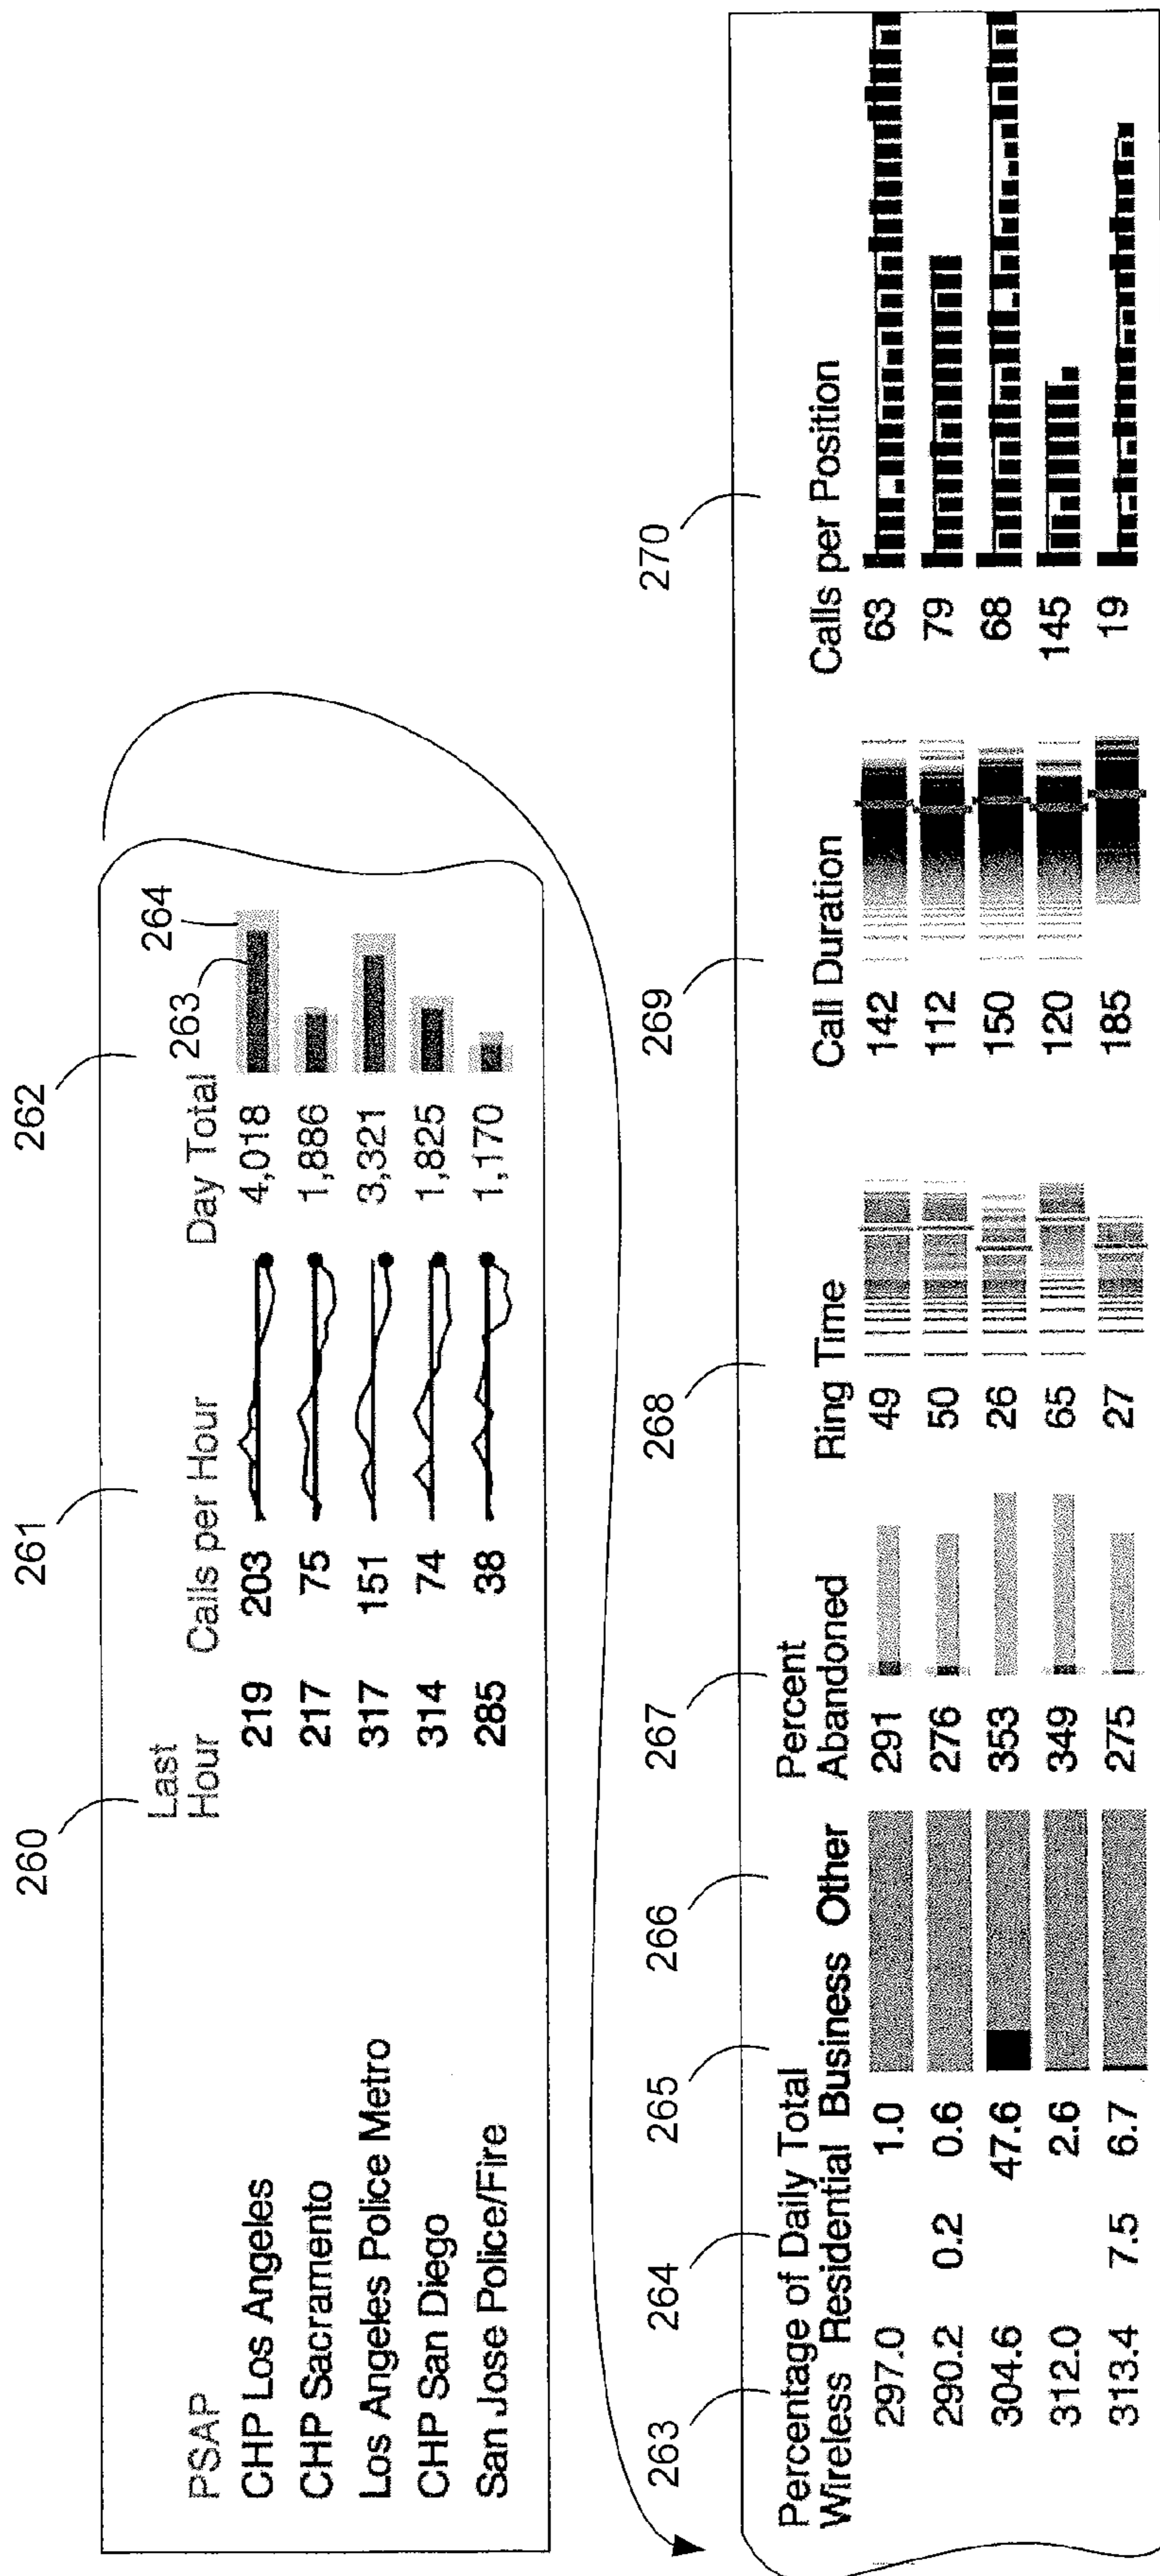 260 261 262
Last
PSAP Hour Calls per Hour Day Total 263 264
CHP Los Angeles 219 203 4,018
CHP Sacramento 217 75 1,886
Los Angeles Police Metro 317 151 3,321
CHP San Diego 314 74 1,825
San Jose Police/Fire 285 38 1,170
263 264 265 266 267 268 269 270
Percentage of Daily Total Percent
Wireless Residential Business Other Abandoned Ring Time Call Duration Calls per Position
297.0 1.0 291 49 142 63
290.2 0.2 0.6 276 50 112 79
304.6 47.6 353 26 150 68
312.0 2.6 349 65 120 145
313.4 7.5 6.7 275 27 185 19